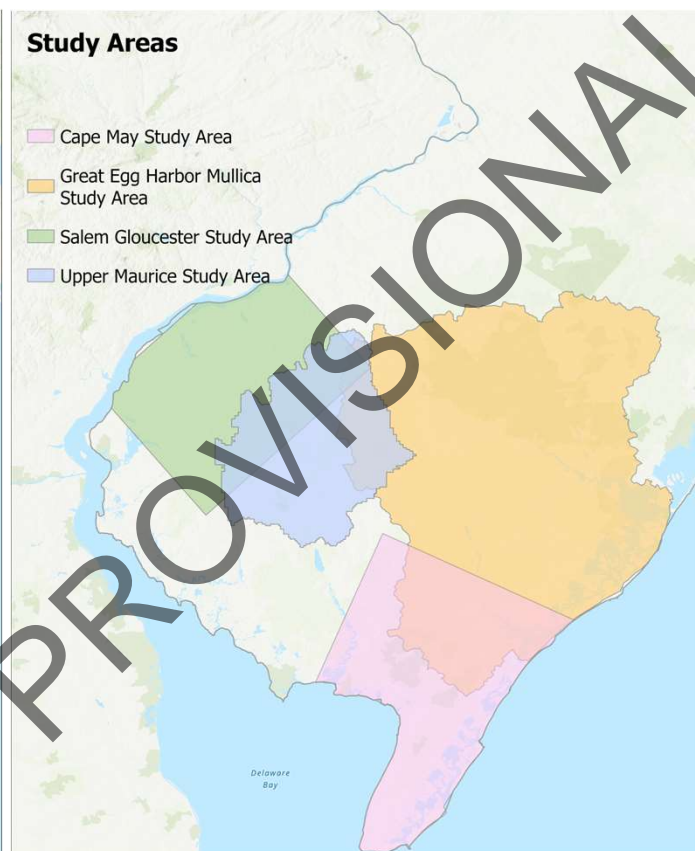 Study Areas
Cape May Study Area
Great Egg Harbor Mullica
Study Area
Salem Gloucester Study Area
Upper Maurice Study Area
PROVISIONAL
Delaware
Bay